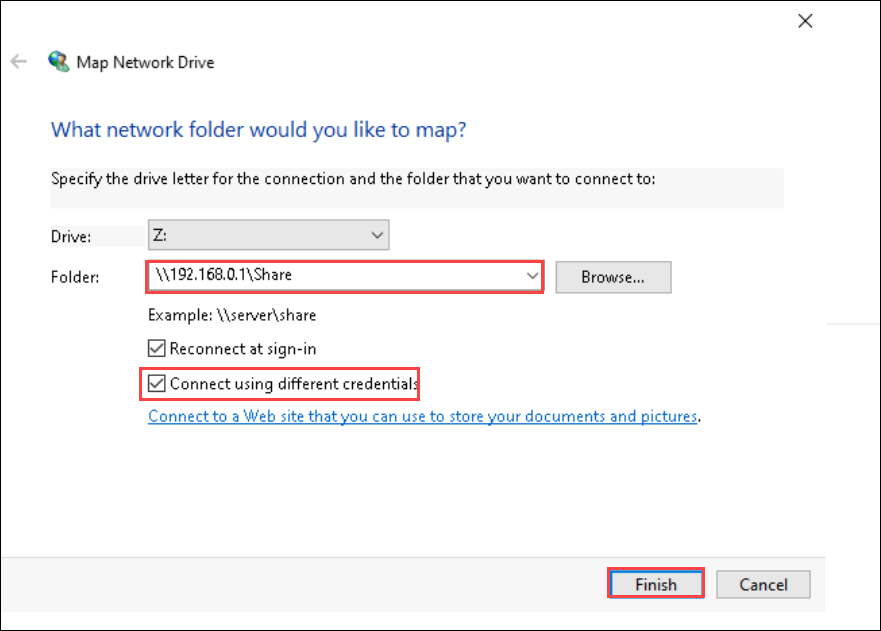 Map Network Drive
What network folder would you like to map?
Specify the drive letter for the connection and the folder that you want to connect to:
Drive: Z:
Folder: \\192.168.0.1\Share Browse...
Example: \\server\share
Reconnect at sign-in
Connect using different credentials
Connect to a Web site that you can use to store your documents and pictures.
Finish Cancel